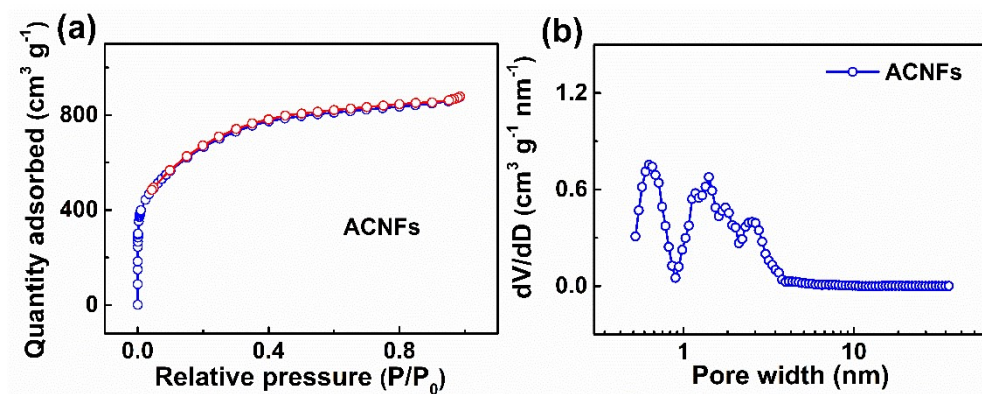 (a)
Quantity adsorbed (cm³ g⁻¹)
800
400
0
ACNFs
0.0 0.4 0.8
Relative pressure (P/P₀)
(b)
dV/dD (cm³ g⁻¹ nm⁻¹)
1.2
0.6
0.0
ACNFs
1 10
Pore width (nm)